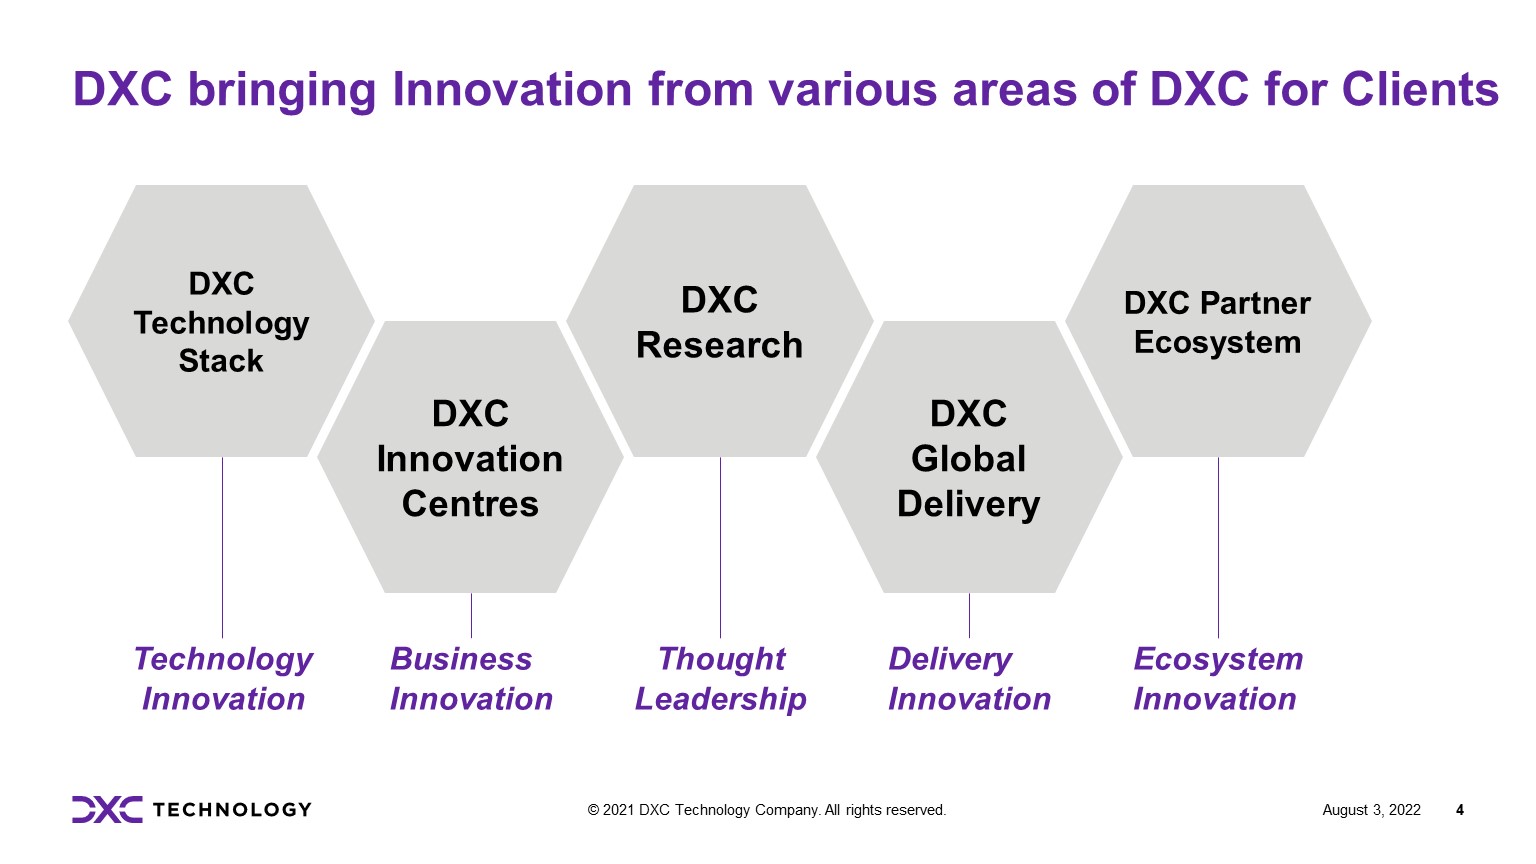 DXC bringing Innovation from various areas of DXC for Clients
DXC
Technology
Stack
DXC
Innovation
Centres
DXC
Research
DXC
Global
Delivery
DXC Partner
Ecosystem
Technology
Innovation
Business
Innovation
Thought
Leadership
Delivery
Innovation
Ecosystem
Innovation
DXC TECHNOLOGY
© 2021 DXC Technology Company. All rights reserved.
August 3, 2022
4